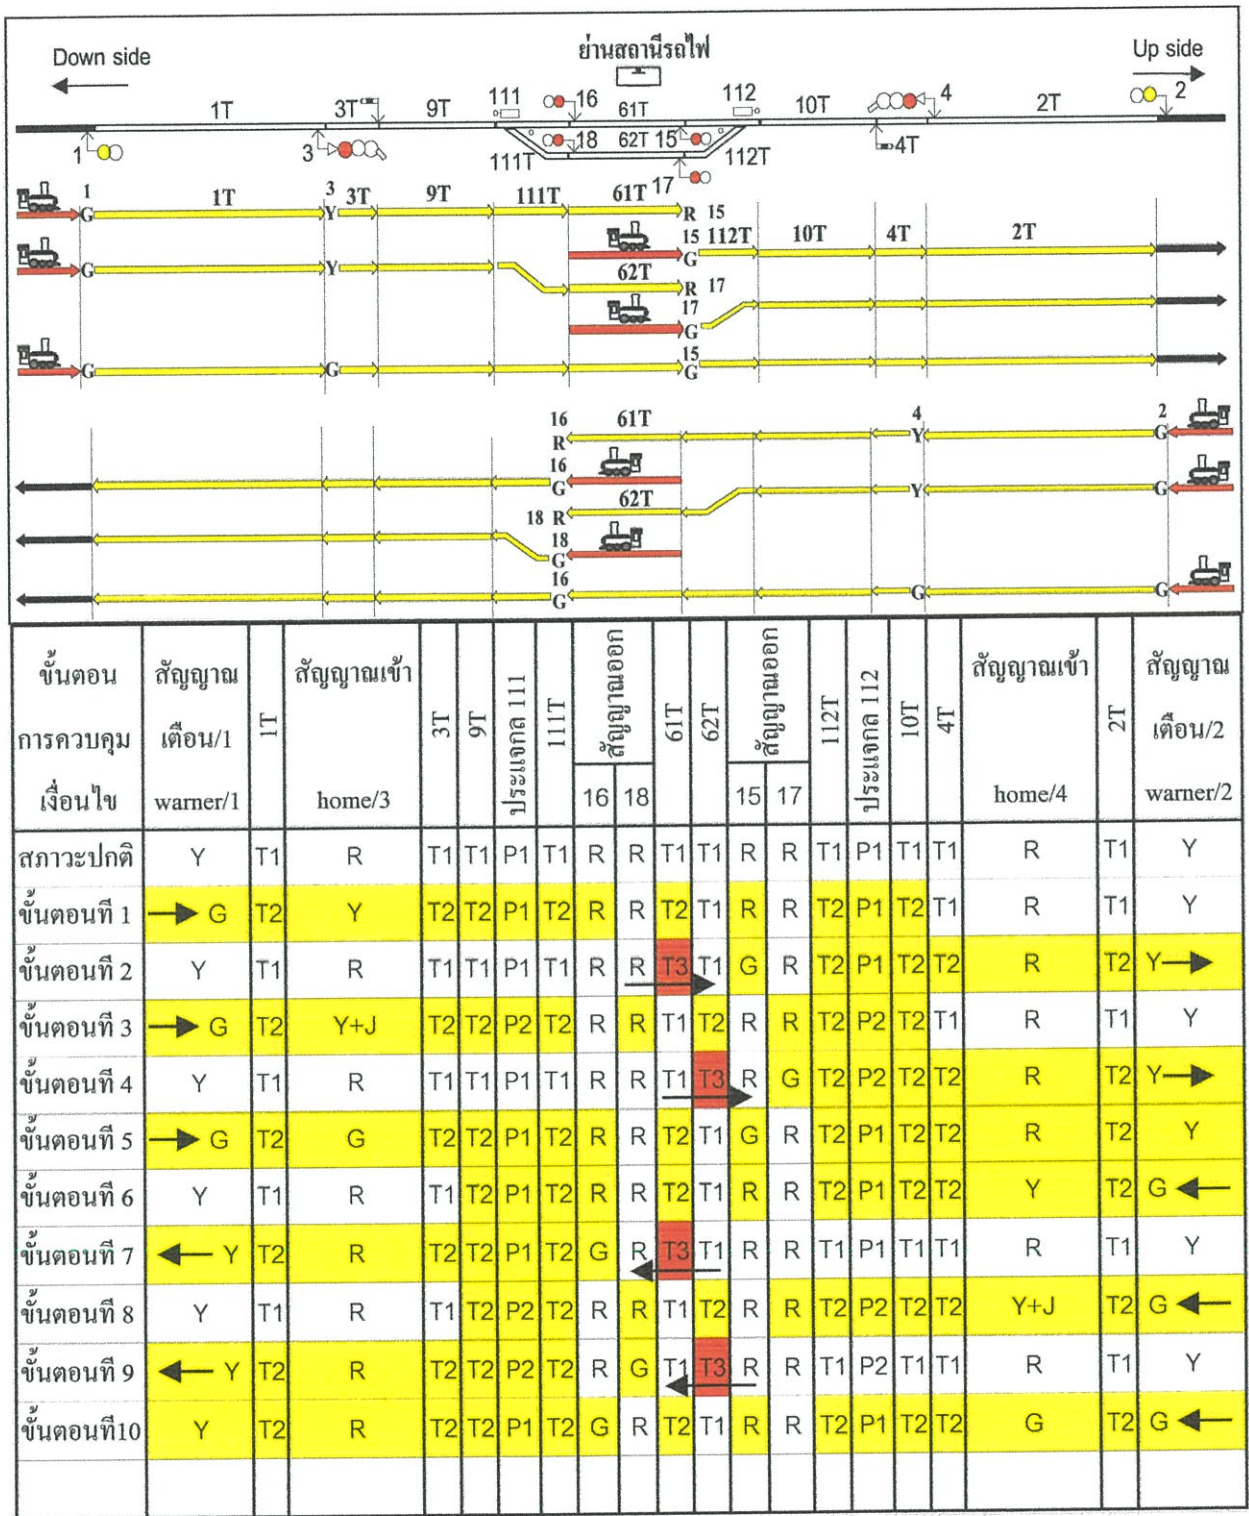 ย่านสถานีรถไฟ
Down side
Up side
1T 3T 9T 111 16 61T 112 10T 4 2T 2
1 3 111T 18 62T 15 112T 4T
17
1 1T 3 3T 9T 111T 61T
G Y R 15
15 112T 10T 4T 2T
G Y G
62T R 17
17
G
15
G G G
16 61T 4 2
R Y G
16
G
62T Y G
18 R
18
G
16
G G G
ขั้นตอน การควบคุม เงื่อนไข
สัญญาณ เตือน/1 warner/1
1T
สัญญาณเข้า home/3
3T
9T
ประแจกล 111
111T
สัญญาณออก
16 18
61T
62T
สัญญาณออก
15 17
112T
ประแจกล 112
10T
4T
สัญญาณเข้า home/4
2T
สัญญาณ เตือน/2 warner/2
สภาวะปกติ Y T1 R T1 T1 P1 T1 R R T1 T1 R R T1 P1 T1 T1 R T1 Y
ขั้นตอนที่ 1 G T2 Y T2 T2 P1 T2 R R T2 T1 R R T2 P1 T2 T1 R T1 Y
ขั้นตอนที่ 2 Y T1 R T1 T1 P1 T1 R R T3 T1 G R T2 P1 T2 T2 R T2 Y
ขั้นตอนที่ 3 G T2 Y+J T2 T2 P2 T2 R R T1 T2 R R T2 P2 T2 T1 R T1 Y
ขั้นตอนที่ 4 Y T1 R T1 T1 P1 T1 R R T1 T3 R G T2 P2 T2 T2 R T2 Y
ขั้นตอนที่ 5 G T2 G T2 T2 P1 T2 R R T2 T1 G R T2 P1 T2 T2 R T2 Y
ขั้นตอนที่ 6 Y T1 R T1 T2 P1 T2 R R T2 T1 R R T2 P1 T2 T2 Y T2 G
ขั้นตอนที่ 7 Y T2 R T2 T2 P1 T2 G R T3 T1 R R T1 P1 T1 T1 R T1 Y
ขั้นตอนที่ 8 Y T1 R T1 T2 P2 T2 R R T1 T2 R R T2 P2 T2 T2 Y+J T2 G
ขั้นตอนที่ 9 Y T2 R T2 T2 P2 T2 R G T1 T3 R R T1 P2 T1 T1 R T1 Y
ขั้นตอนที่10 Y T2 R T2 T2 P1 T2 G R T2 T1 R R T2 P1 T2 T2 G T2 G